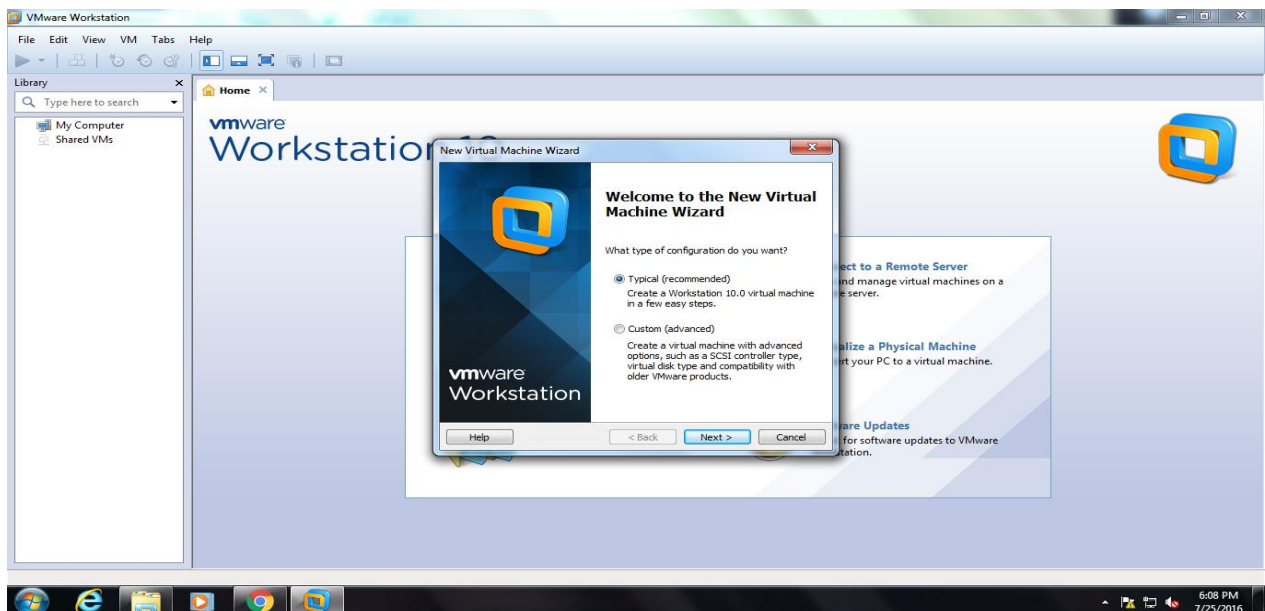 VMware Workstation
File Edit View VM Tabs Help
Library
Type here to search
My Computer
Shared VMs
Home
vmware
Workstation 10
New Virtual Machine Wizard
Welcome to the New Virtual
Machine Wizard
What type of configuration do you want?
Typical (recommended)
Create a Workstation 10.0 virtual machine
in a few easy steps.
Custom (advanced)
Create a virtual machine with advanced
options, such as a SCSI controller type,
virtual disk type and compatibility with
older VMware products.
vmware
Workstation
Help
< Back
Next >
Cancel
ect to a Remote Server
nd manage virtual machines on a
e server.
alize a Physical Machine
rt your PC to a virtual machine.
are Updates
for software updates to VMware
tation.
6:08 PM
7/25/2016